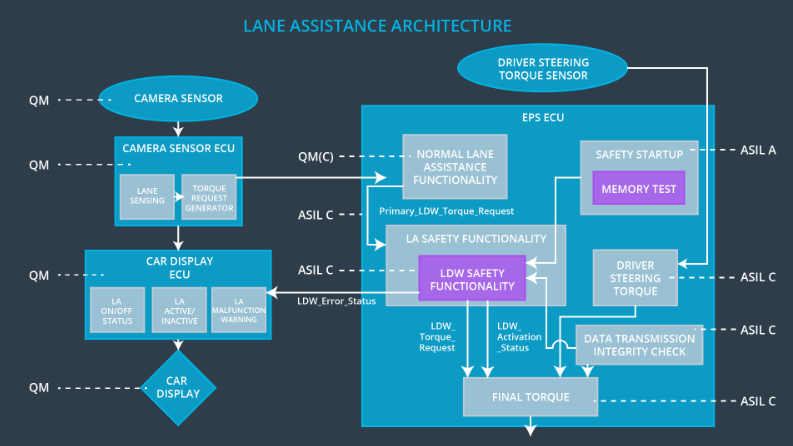 LANE ASSISTANCE ARCHITECTURE
DRIVER STEERING
TORQUE SENSOR
QM
CAMERA SENSOR
EPS ECU
QM
CAMERA SENSOR ECU
LANE
SENSING
TORQUE
REQUEST
GENERATOR
QM(C)
NORMAL LANE
ASSISTANCE
FUNCTIONALITY
SAFETY STARTUP
MEMORY TEST
ASIL A
ASIL C
Primary_LDW_Torque_Request
LA SAFETY FUNCTIONALITY
ASIL C
LDW SAFETY
FUNCTIONALITY
DRIVER
STEERING
TORQUE
ASIL C
QM
CAR DISPLAY
ECU
LA
ON/OFF
STATUS
LA
ACTIVE/
INACTIVE
LA
MALFUNCTION
WARNING
LDW_Error_Status
LDW_
Torque_
Request
LDW_
Activation
_Status
DATA TRANSMISSION
INTEGRITY CHECK
ASIL C
QM
CAR
DISPLAY
FINAL TORQUE
ASIL C